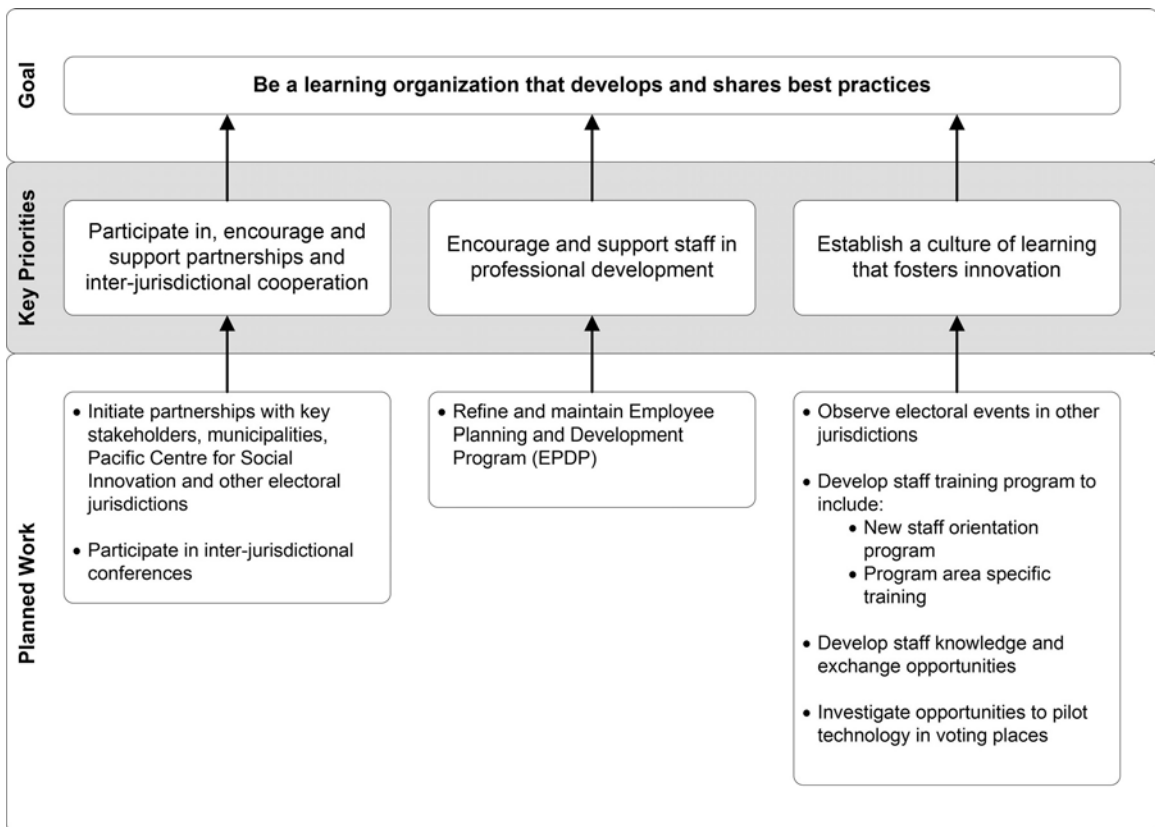 Goal
Be a learning organization that develops and shares best practices
Key Priorities
Participate in, encourage and
support partnerships and
inter-jurisdictional cooperation
Encourage and support staff in
professional development
Establish a culture of learning
that fosters innovation
Planned Work
• Initiate partnerships with key
stakeholders, municipalities,
Pacific Centre for Social
Innovation and other electoral
jurisdictions
• Participate in inter-jurisdictional
conferences
• Refine and maintain Employee
Planning and Development
Program (EPDP)
• Observe electoral events in other
jurisdictions
• Develop staff training program to
include:
• New staff orientation
program
• Program area specific
training
• Develop staff knowledge and
exchange opportunities
• Investigate opportunities to pilot
technology in voting places